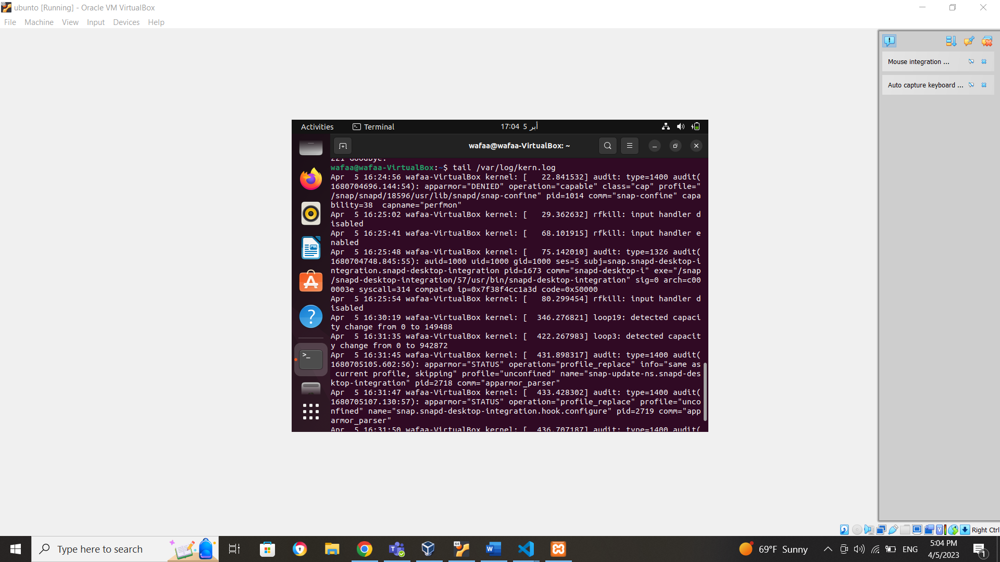 ubunto [Running] - Oracle VM VirtualBox
File Machine View Input Devices Help
Mouse integration ...
Auto capture keyboard ...
Activities Terminal 17:04 5 أبر
wafaa@wafaa-VirtualBox: ~
221 Goodbye.
wafaa@wafaa-VirtualBox:~$ tail /var/log/kern.log
Apr  5 16:24:56 wafaa-VirtualBox kernel: [   22.841532] audit: type=1400 audit(
1680704696.144:54): apparmor="DENIED" operation="capable" class="cap" profile="
/snap/snapd/18596/usr/lib/snapd/snap-confine" pid=1014 comm="snap-confine" capa
bility=38  capname="perfmon"
Apr  5 16:25:02 wafaa-VirtualBox kernel: [   29.362632] rfkill: input handler d
isabled
Apr  5 16:25:41 wafaa-VirtualBox kernel: [   68.101915] rfkill: input handler e
nabled
Apr  5 16:25:48 wafaa-VirtualBox kernel: [   75.142010] audit: type=1326 audit(
1680704748.845:55): auid=1000 uid=1000 gid=1000 ses=5 subj=snap.snapd-desktop-i
ntegration.snapd-desktop-integration pid=1673 comm="snapd-desktop-i" exe="/snap
/snapd-desktop-integration/57/usr/bin/snapd-desktop-integration" sig=0 arch=c00
0003e syscall=314 compat=0 ip=0x7f38f4cc1a3d code=0x50000
Apr  5 16:25:54 wafaa-VirtualBox kernel: [   80.299454] rfkill: input handler d
isabled
Apr  5 16:30:19 wafaa-VirtualBox kernel: [  346.276821] loop19: detected capaci
ty change from 0 to 149488
Apr  5 16:31:35 wafaa-VirtualBox kernel: [  422.267983] loop3: detected capacit
y change from 0 to 942872
Apr  5 16:31:45 wafaa-VirtualBox kernel: [  431.898317] audit: type=1400 audit(
1680705105.602:56): apparmor="STATUS" operation="profile_replace" info="same as
 current profile, skipping" profile="unconfined" name="snap-update-ns.snapd-des
ktop-integration" pid=2718 comm="apparmor_parser"
Apr  5 16:31:47 wafaa-VirtualBox kernel: [  433.428302] audit: type=1400 audit(
1680705107.130:57): apparmor="STATUS" operation="profile_replace" profile="unco
nfined" name="snap.snapd-desktop-integration.hook.configure" pid=2719 comm="app
armor_parser"
Apr  5 16:31:50 wafaa-VirtualBox kernel: [  436.707187] audit: type=1400 audit(
Right Ctrl
Type here to search
69°F Sunny
ENG
5:04 PM
4/5/2023
1